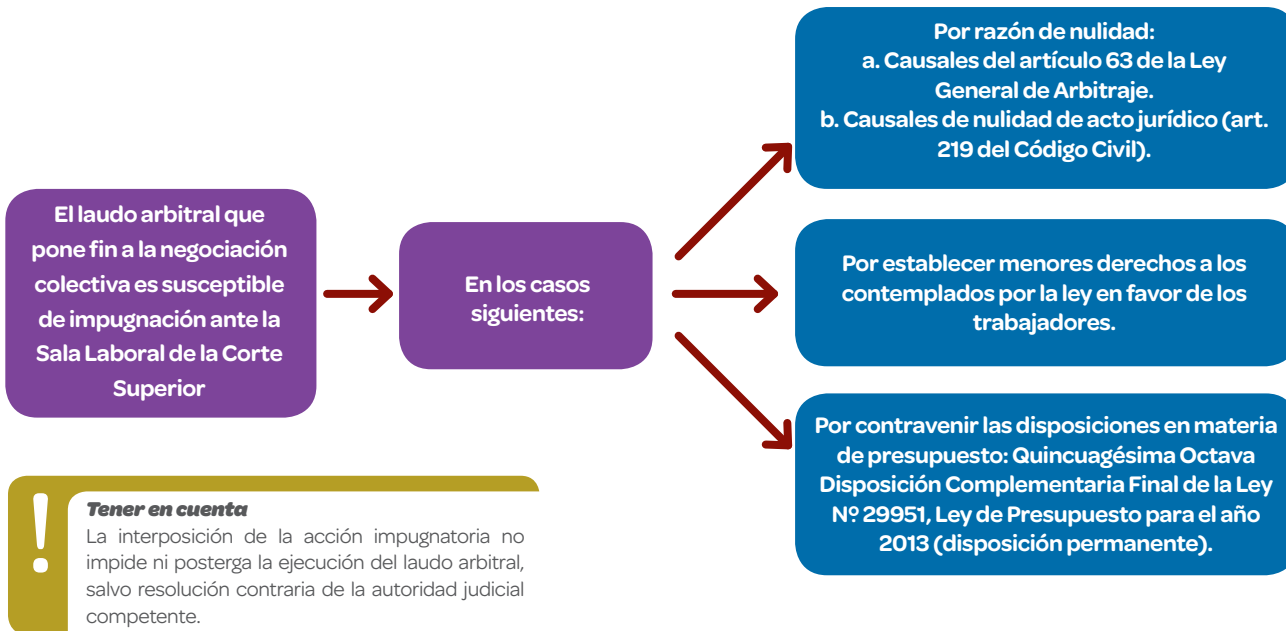 El laudo arbitral que
pone fin a la negociación
colectiva es susceptible
de impugnación ante la
Sala Laboral de la Corte
Superior
En los casos
siguientes:
Por razón de nulidad:
a. Causales del artículo 63 de la Ley
General de Arbitraje.
b. Causales de nulidad de acto jurídico (art.
219 del Código Civil).
Por establecer menores derechos a los
contemplados por la ley en favor de los
trabajadores.
Por contravenir las disposiciones en materia
de presupuesto: Quincuagésima Octava
Disposición Complementaria Final de la Ley
Nº 29951, Ley de Presupuesto para el año
2013 (disposición permanente).
!
Tener en cuenta
La interposición de la acción impugnatoria no
impide ni posterga la ejecución del laudo arbitral,
salvo resolución contraria de la autoridad judicial
competente.